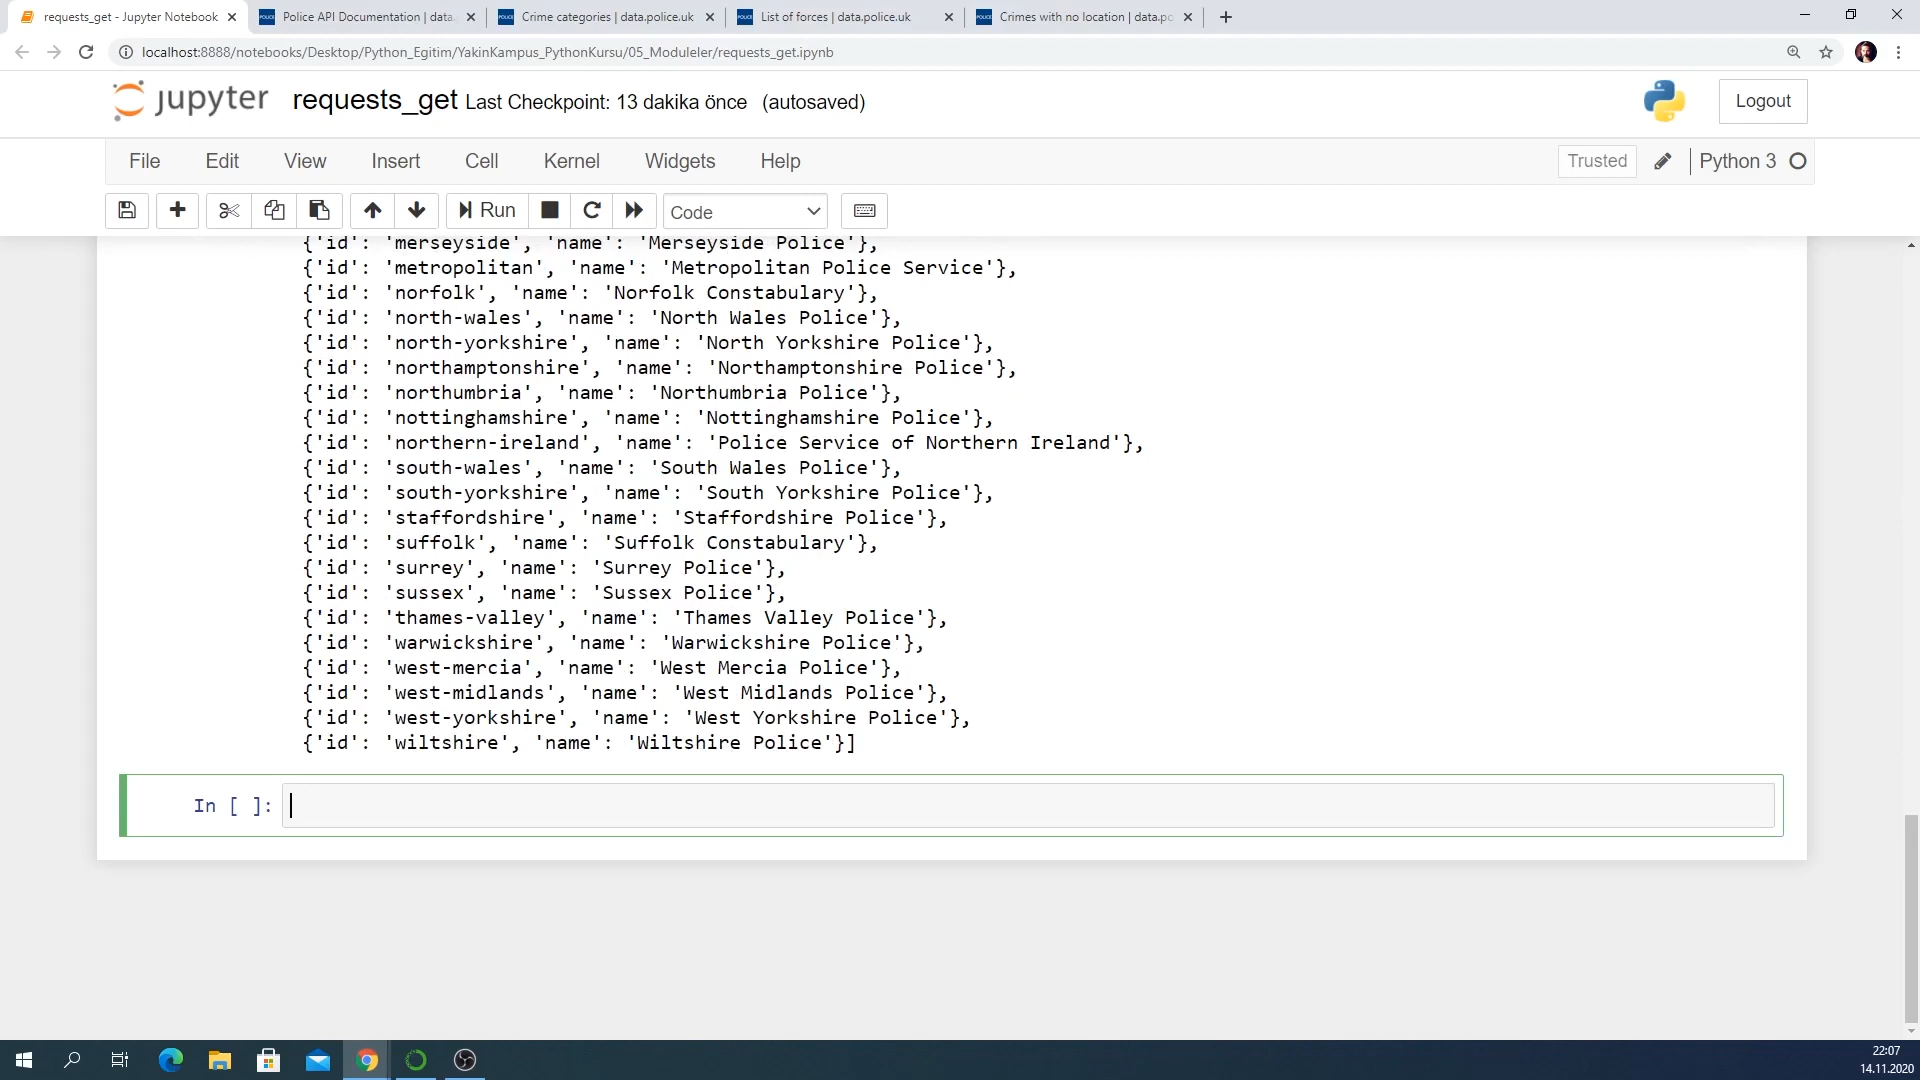 requests_get - Jupyter Notebook
Police API Documentation | data.
Crime categories | data.police.uk
List of forces | data.police.uk
Crimes with no location | data.po
localhost:8888/notebooks/Desktop/Python_Egitim/YakinKampus_PythonKursu/05_Moduleler/requests_get.ipynb
jupyter requests_get Last Checkpoint: 13 dakika önce (autosaved)
Logout
File Edit View Insert Cell Kernel Widgets Help
Trusted
Python 3
Run
Code
{'id': 'merseyside', 'name': 'Merseyside Police'},
{'id': 'metropolitan', 'name': 'Metropolitan Police Service'},
{'id': 'norfolk', 'name': 'Norfolk Constabulary'},
{'id': 'north-wales', 'name': 'North Wales Police'},
{'id': 'north-yorkshire', 'name': 'North Yorkshire Police'},
{'id': 'northamptonshire', 'name': 'Northamptonshire Police'},
{'id': 'northumbria', 'name': 'Northumbria Police'},
{'id': 'nottinghamshire', 'name': 'Nottinghamshire Police'},
{'id': 'northern-ireland', 'name': 'Police Service of Northern Ireland'},
{'id': 'south-wales', 'name': 'South Wales Police'},
{'id': 'south-yorkshire', 'name': 'South Yorkshire Police'},
{'id': 'staffordshire', 'name': 'Staffordshire Police'},
{'id': 'suffolk', 'name': 'Suffolk Constabulary'},
{'id': 'surrey', 'name': 'Surrey Police'},
{'id': 'sussex', 'name': 'Sussex Police'},
{'id': 'thames-valley', 'name': 'Thames Valley Police'},
{'id': 'warwickshire', 'name': 'Warwickshire Police'},
{'id': 'west-mercia', 'name': 'West Mercia Police'},
{'id': 'west-midlands', 'name': 'West Midlands Police'},
{'id': 'west-yorkshire', 'name': 'West Yorkshire Police'},
{'id': 'wiltshire', 'name': 'Wiltshire Police'}]
In [ ]:
22:07
14.11.2020